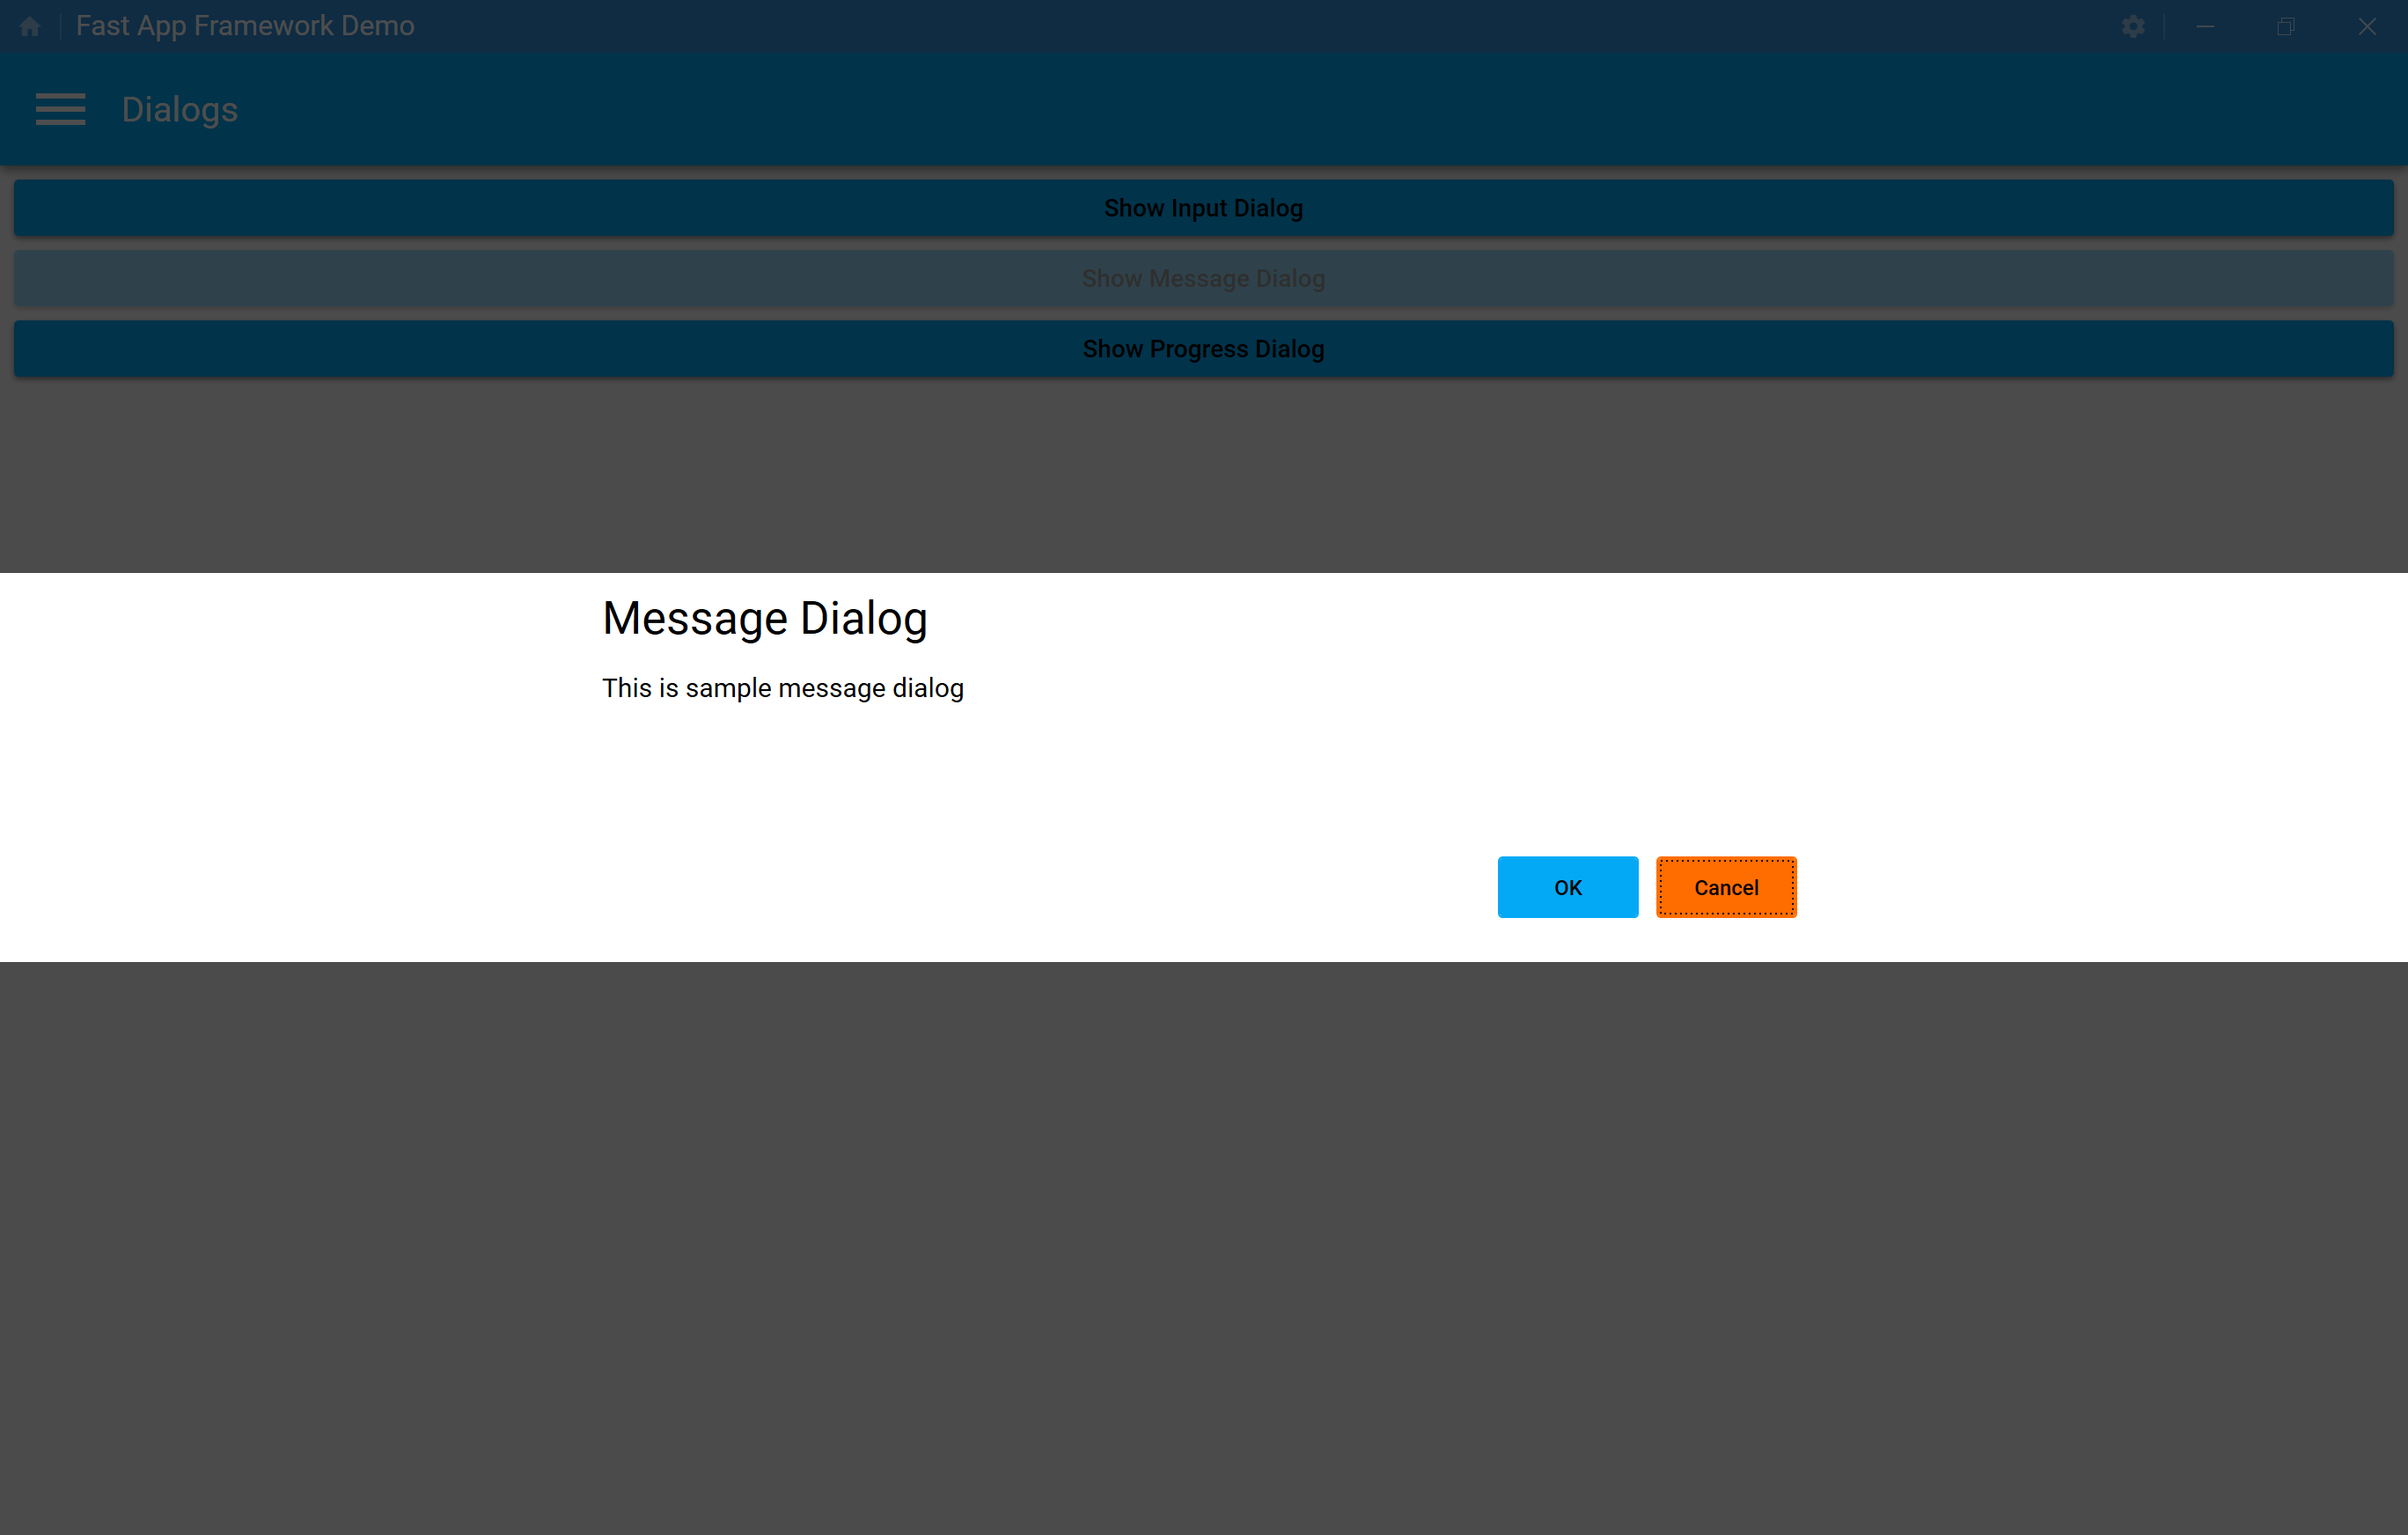 Fast App Framework Demo
Dialogs
Show Input Dialog
Show Message Dialog
Show Progress Dialog
Message Dialog
This is sample message dialog
OK
Cancel